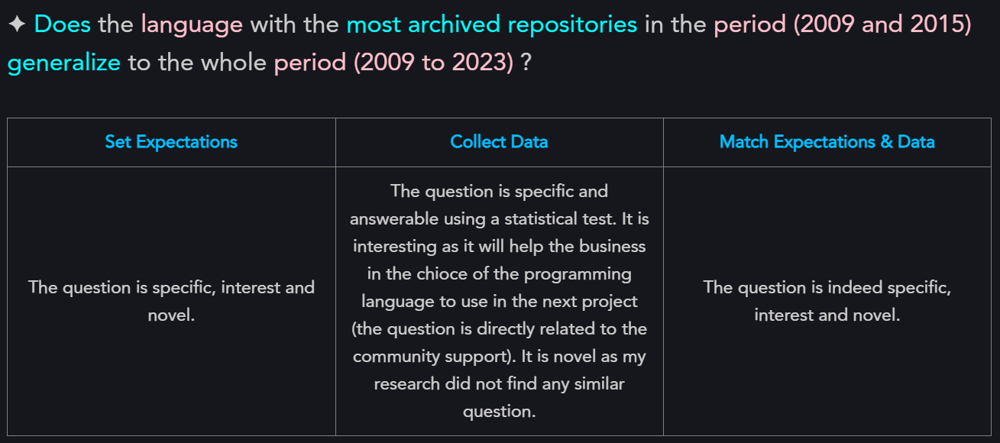 ✦ Does the language with the most archived repositories in the period (2009 and 2015)
generalize to the whole period (2009 to 2023) ?
Set Expectations
Collect Data
Match Expectations & Data
The question is specific, interest and
novel.
The question is specific and
answerable using a statistical test. It is
interesting as it will help the business
in the chioce of the programming
language to use in the next project
(the question is directly related to the
community support). It is novel as my
research did not find any similar
question.
The question is indeed specific,
interest and novel.